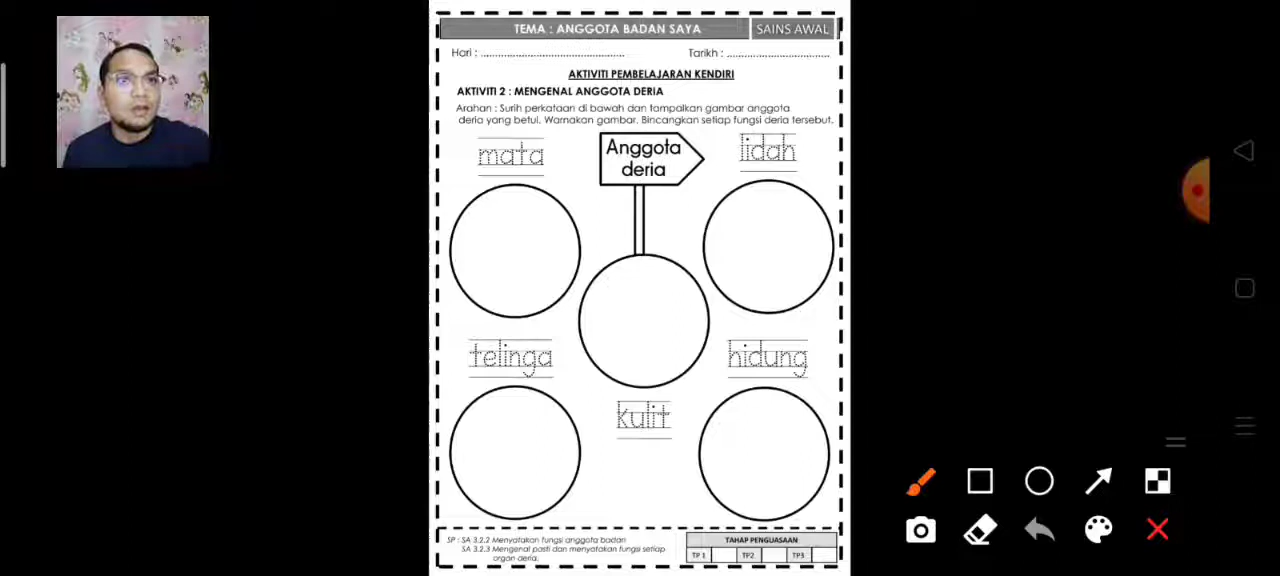 TEMA : ANGGOTA BADAN SAYA
SAINS AWAL
Hari : ............................................
Tarikh : ................................
AKTIVITI PEMBELAJARAN KENDIRI
AKTIVITI 2 : MENGENAL ANGGOTA DERIA
Arahan : Surih perkataan di bawah dan tampalkan gambar anggota
deria yang betul. Warnakan gambar. Bincangkan setiap fungsi deria tersebut.
mata
Anggota
deria
lidah
telinga
hidung
kulit
SP : SA 3.2.2 Menyatakan fungsi anggota badan
SA 3.2.3 Mengenal pasti dan menyatakan fungsi setiap
organ deria.
TAHAP PENGUASAAN
TP 1 TP2 TP3